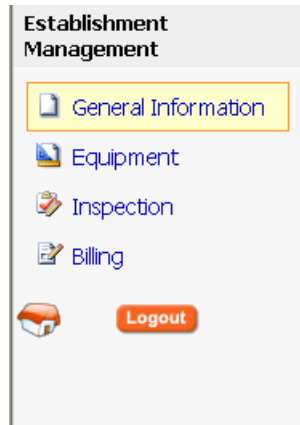 Establishment
Management
General Information
Equipment
Inspection
Billing
Logout